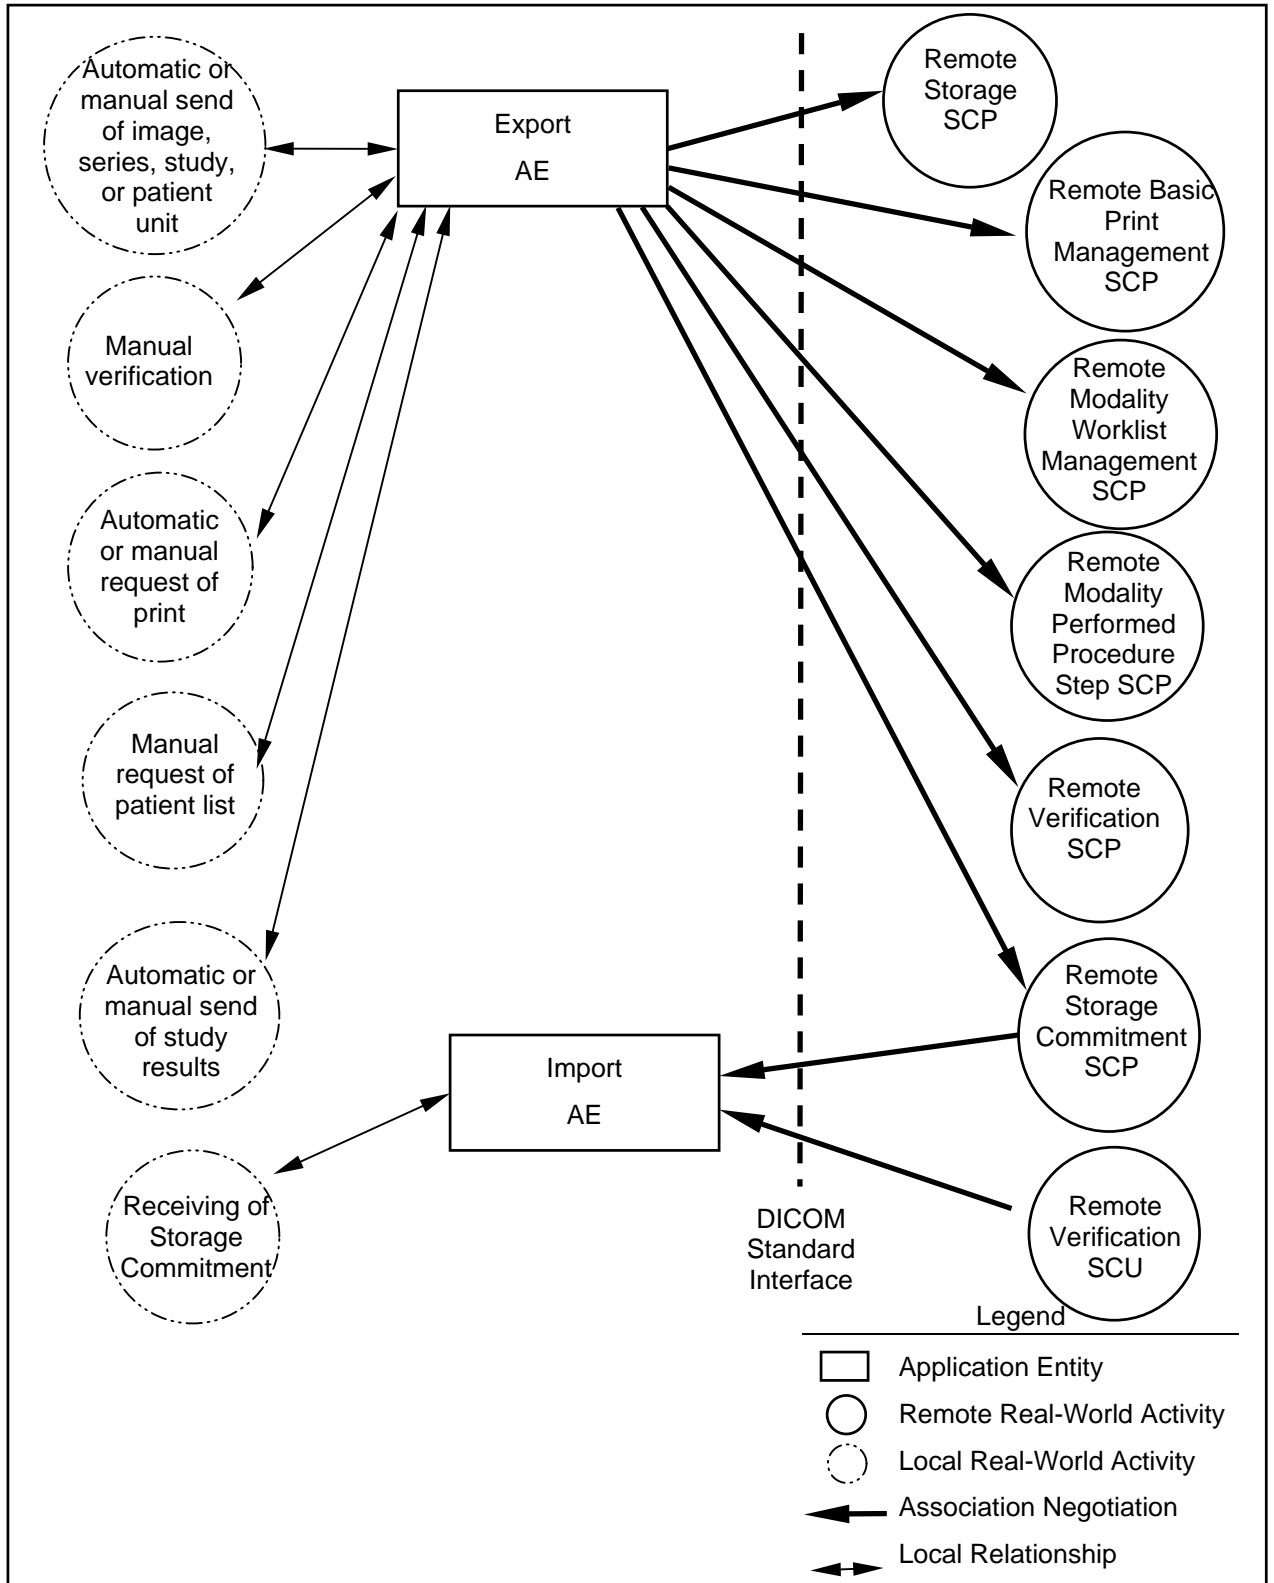 Automatic or
manual send
of image,
series, study,
or patient
unit
Export
AE
Remote
Storage
SCP
Remote Basic
Print
Management
SCP
Manual
verification
Remote
Modality
Worklist
Management
SCP
Automatic
or manual
request of
print
Remote
Modality
Performed
Procedure
Step SCP
Manual
request of
patient list
Remote
Verification
SCP
Automatic or
manual send
of study
results
Import
AE
Remote
Storage
Commitment
SCP
Receiving of
Storage
Commitment
DICOM
Standard
Interface
Remote
Verification
SCU
Legend
Application Entity
Remote Real-World Activity
Local Real-World Activity
Association Negotiation
Local Relationship